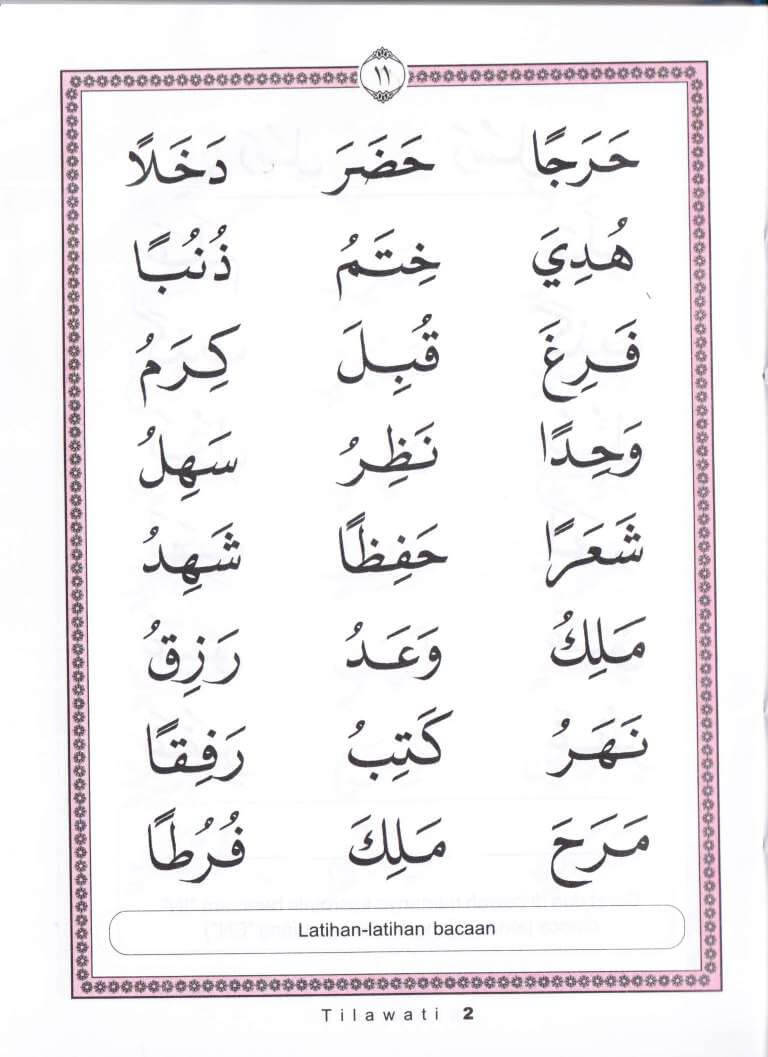 ١١
حَرَجًا حَضَرَ دَخَلًا
هُدِيَ خِتَمُ ذُنُبًا
فَرِغَ قُبِلَ كِرَمُ
وَحِدًا نَظِرُ سَهِلُ
شَعَرًا حَفِظًا شَهِدُ
مَلِكُ وَعَدُ رَزِقُ
نَهَرُ كَتِبُ رَفِقًا
مَرَحَ مَلِكَ فُرُطًا
Latihan-latihan bacaan
Tilawati 2